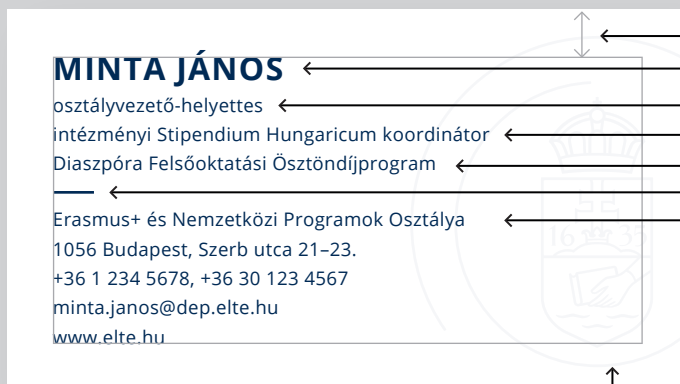 MINTA JÁNOS
osztályvezető-helyettes
intézményi Stipendium Hungaricum koordinátor
Diaszpóra Felsőoktatási Ösztöndíjprogram
Erasmus+ és Nemzetközi Programok Osztálya
1056 Budapest, Szerb utca 21–23.
+36 1 234 5678, +36 30 123 4567
minta.janos@dep.elte.hu
www.elte.hu
16 35